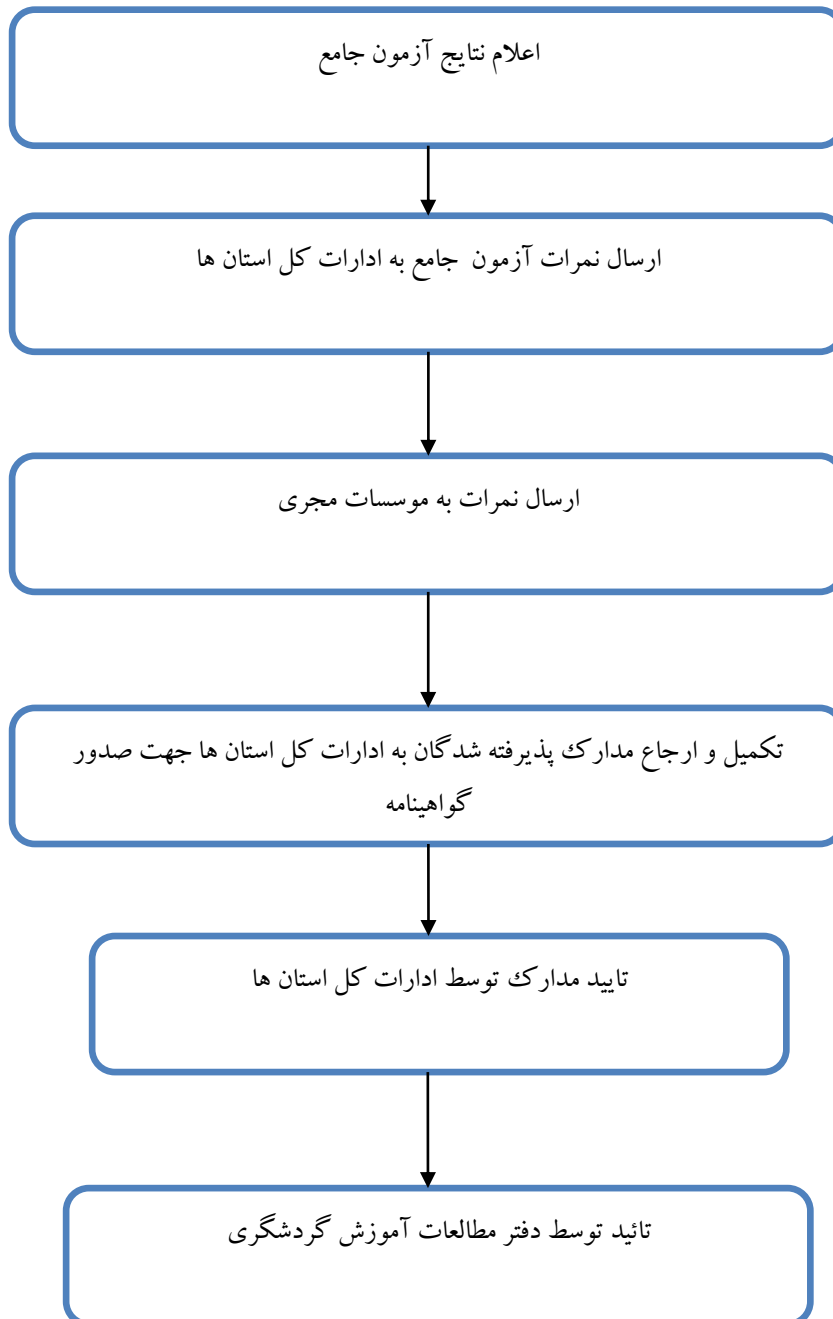 اعلام نتایج آزمون جامع
ارسال نمرات آزمون جامع به ادارات کل استان ها
ارسال نمرات به موسسات مجری
تکمیل و ارجاع مدارک پذیرفته شدگان به ادارات کل استان ها جهت صدور
گواهینامه
تایید مدارک توسط ادارات کل استان ها
تائید توسط دفتر مطالعات آموزش گردشگری